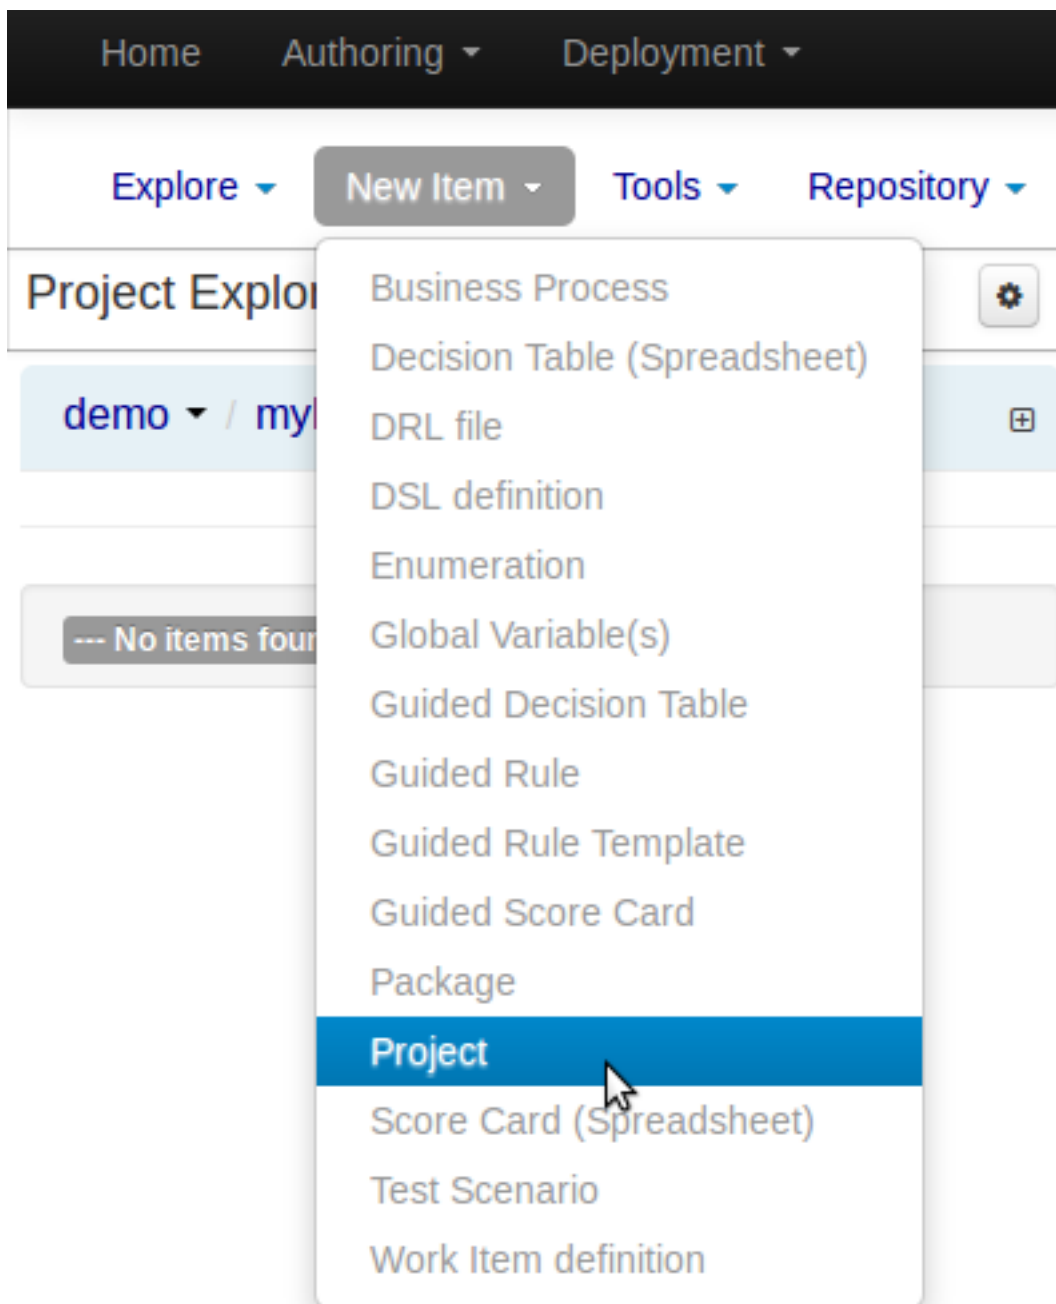 Home Authoring Deployment
Explore New Item Tools Repository
Project Explor
demo / my
--- No items four
Business Process
Decision Table (Spreadsheet)
DRL file
DSL definition
Enumeration
Global Variable(s)
Guided Decision Table
Guided Rule
Guided Rule Template
Guided Score Card
Package
Project
Score Card (Spreadsheet)
Test Scenario
Work Item definition